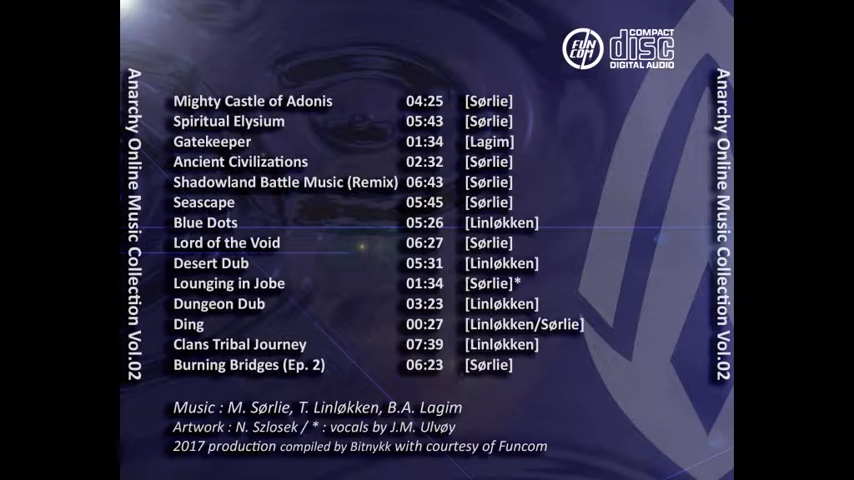 FUN COM
COMPACT
disc
DIGITAL AUDIO
Anarchy Online Music Collection Vol.02
Mighty Castle of Adonis 04:25 [Sørlie]
Spiritual Elysium 05:43 [Sørlie]
Gatekeeper 01:34 [Lagim]
Ancient Civilizations 02:32 [Sørlie]
Shadowland Battle Music (Remix) 06:43 [Sørlie]
Seascape 05:45 [Sørlie]
Blue Dots 05:26 [Linløkken]
Lord of the Void 06:27 [Sørlie]
Desert Dub 05:31 [Linløkken]
Lounging in Jobe 01:34 [Sørlie]*
Dungeon Dub 03:23 [Linløkken]
Ding 00:27 [Linløkken/Sørlie]
Clans Tribal Journey 07:39 [Linløkken]
Burning Bridges (Ep. 2) 06:23 [Sørlie]
Music : M. Sørlie, T. Linløkken, B.A. Lagim
Artwork : N. Szlosek / * : vocals by J.M. Ulvøy
2017 production compiled by Bitnykk with courtesy of Funcom
Anarchy Online Music Collection Vol.02